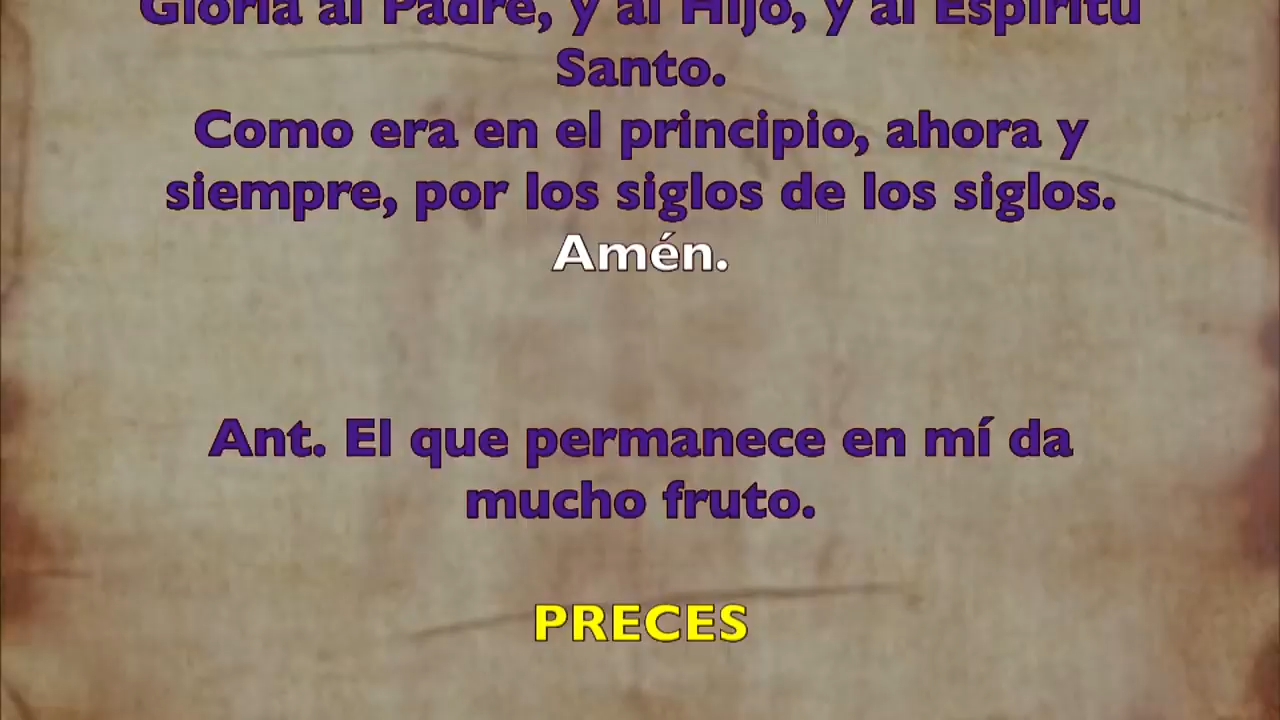 Gloria al Padre, y al Hijo, y al Espíritu
Santo.
Como era en el principio, ahora y
siempre, por los siglos de los siglos.
Amén.
Ant. El que permanece en mí da
mucho fruto.
PRECES